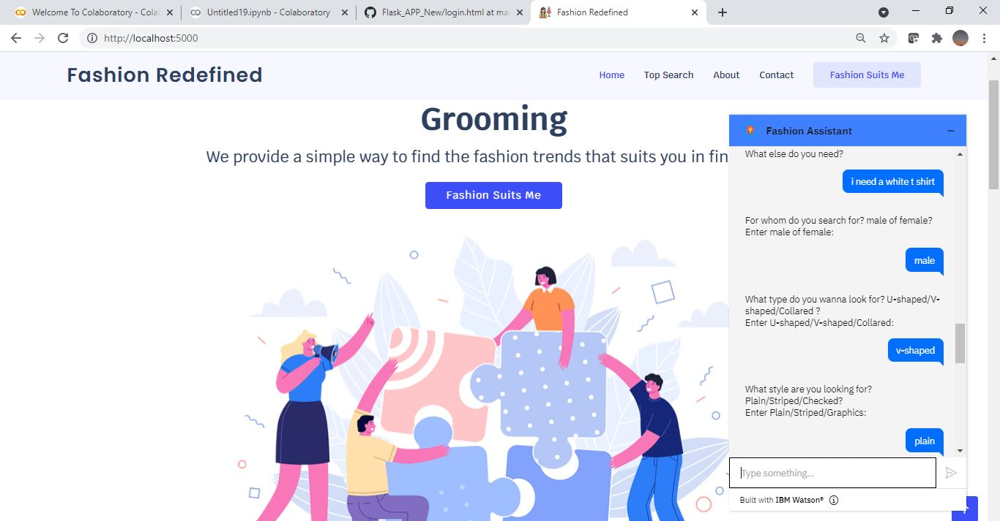 Welcome To Colaboratory - Cola
Untitled19.ipynb - Colaboratory
Flask_APP_New/login.html at ma
Fashion Redefined
http://localhost:5000
Fashion Redefined
Home
Top Search
About
Contact
Fashion Suits Me
Grooming
We provide a simple way to find the fashion trends that suits you in fin
Fashion Suits Me
Fashion Assistant
What else do you need?
i need a white t shirt
For whom do you search for? male of female?
Enter male of female:
male
What type do you wanna look for? U-shaped/V-
shaped/Collared ?
Enter U-shaped/V-shaped/Collared:
v-shaped
What style are you looking for?
Plain/Striped/Checked?
Enter Plain/Striped/Graphics:
plain
Type something...
Built with IBM Watson®